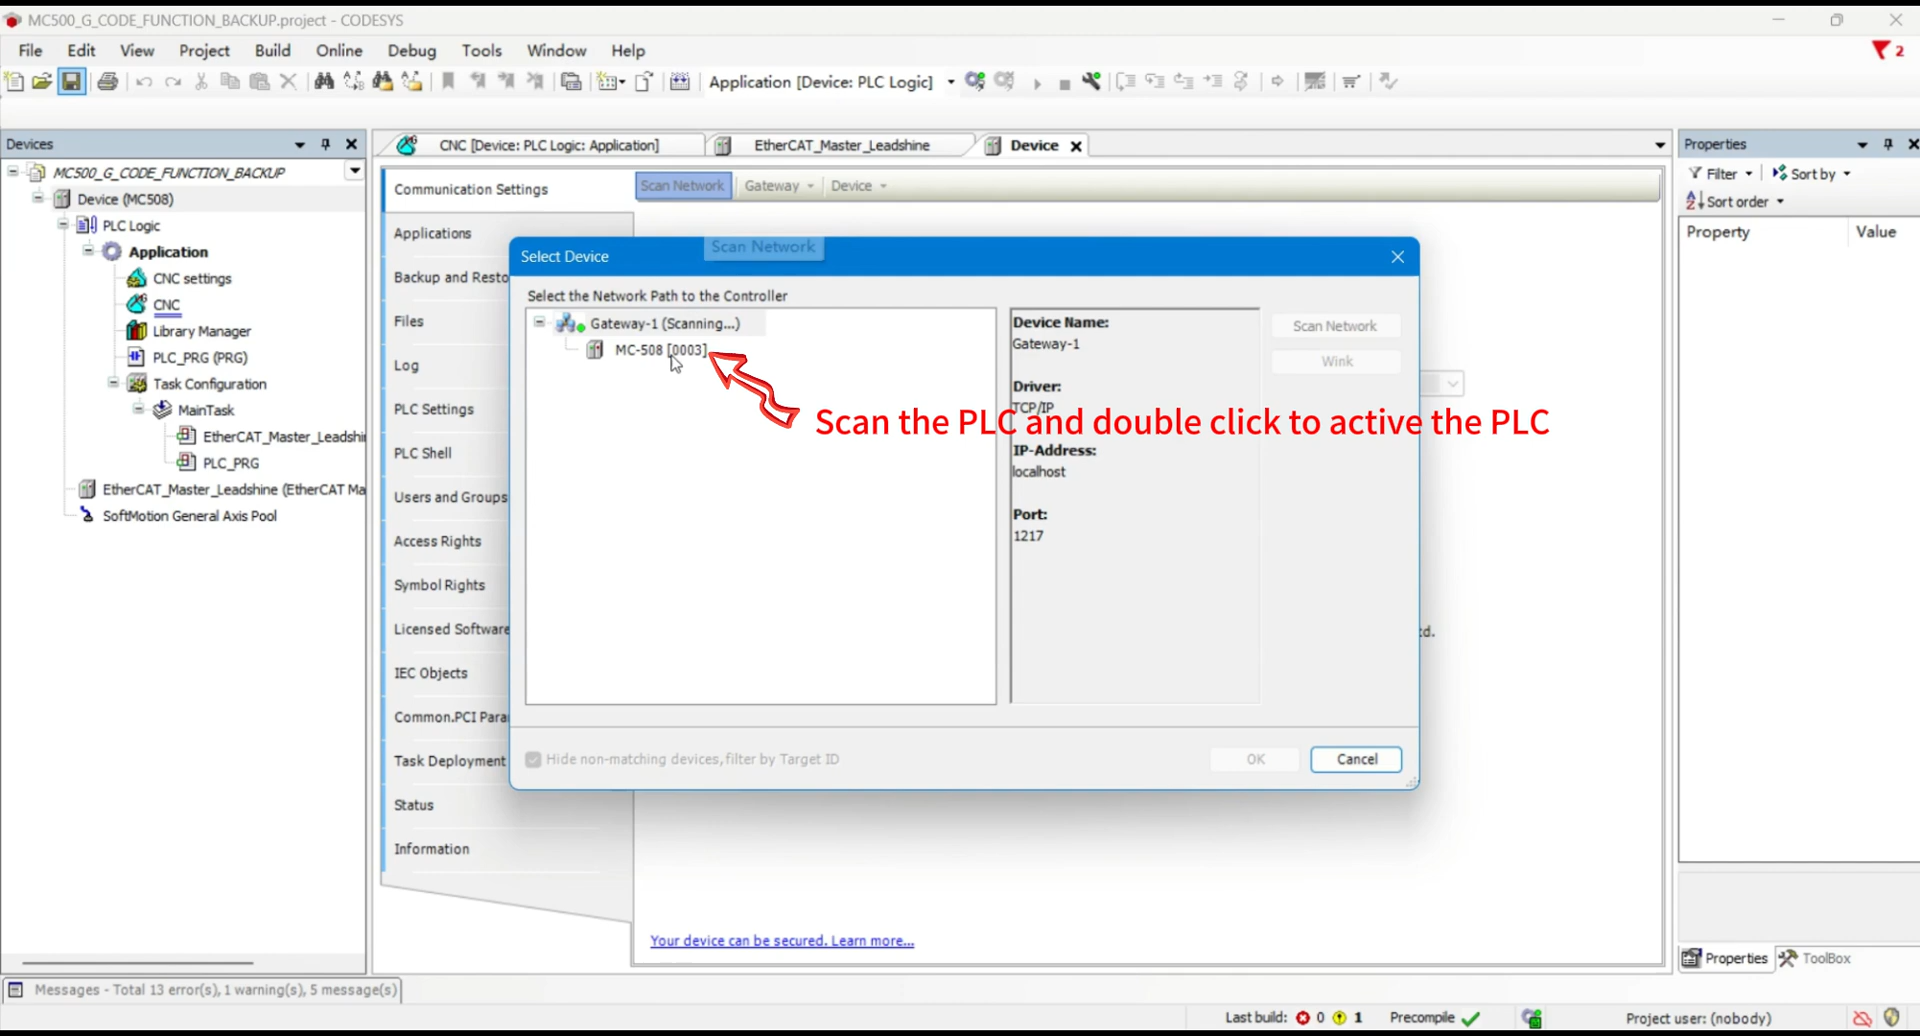 MC500_G_CODE_FUNCTION_BACKUP.project - CODESYS
File Edit View Project Build Online Debug Tools Window Help
2
Application [Device: PLC Logic]
Devices
MC500_G_CODE_FUNCTION_BACKUP
Device (MC508)
PLC Logic
Application
CNC settings
CNC
Library Manager
PLC_PRG (PRG)
Task Configuration
MainTask
EtherCAT_Master_Leadshi
PLC_PRG
EtherCAT_Master_Leadshine (EtherCAT Ma
SoftMotion General Axis Pool
CNC [Device: PLC Logic: Application]
EtherCAT_Master_Leadshine
Device
Communication Settings
Applications
Backup and Resto
Files
Log
PLC Settings
PLC Shell
Users and Groups
Access Rights
Symbol Rights
Licensed Software
IEC Objects
Common.PCI Para
Task Deployment
Status
Information
Scan Network Gateway Device
Select Device
Scan Network
Select the Network Path to the Controller
Gateway-1 (Scanning...)
MC-508 [0003]
Device Name:
Gateway-1
Driver:
TCP/IP
IP-Address:
localhost
Port:
1217
Scan Network
Wink
Scan the PLC and double click to active the PLC
Hide non-matching devices, filter by Target ID
OK
Cancel
td.
Your device can be secured. Learn more...
Properties
Filter Sort by
Sort order
Property Value
Properties ToolBox
Messages - Total 13 error(s), 1 warning(s), 5 message(s)
Last build: 0 1 Precompile
Project user: (nobody)